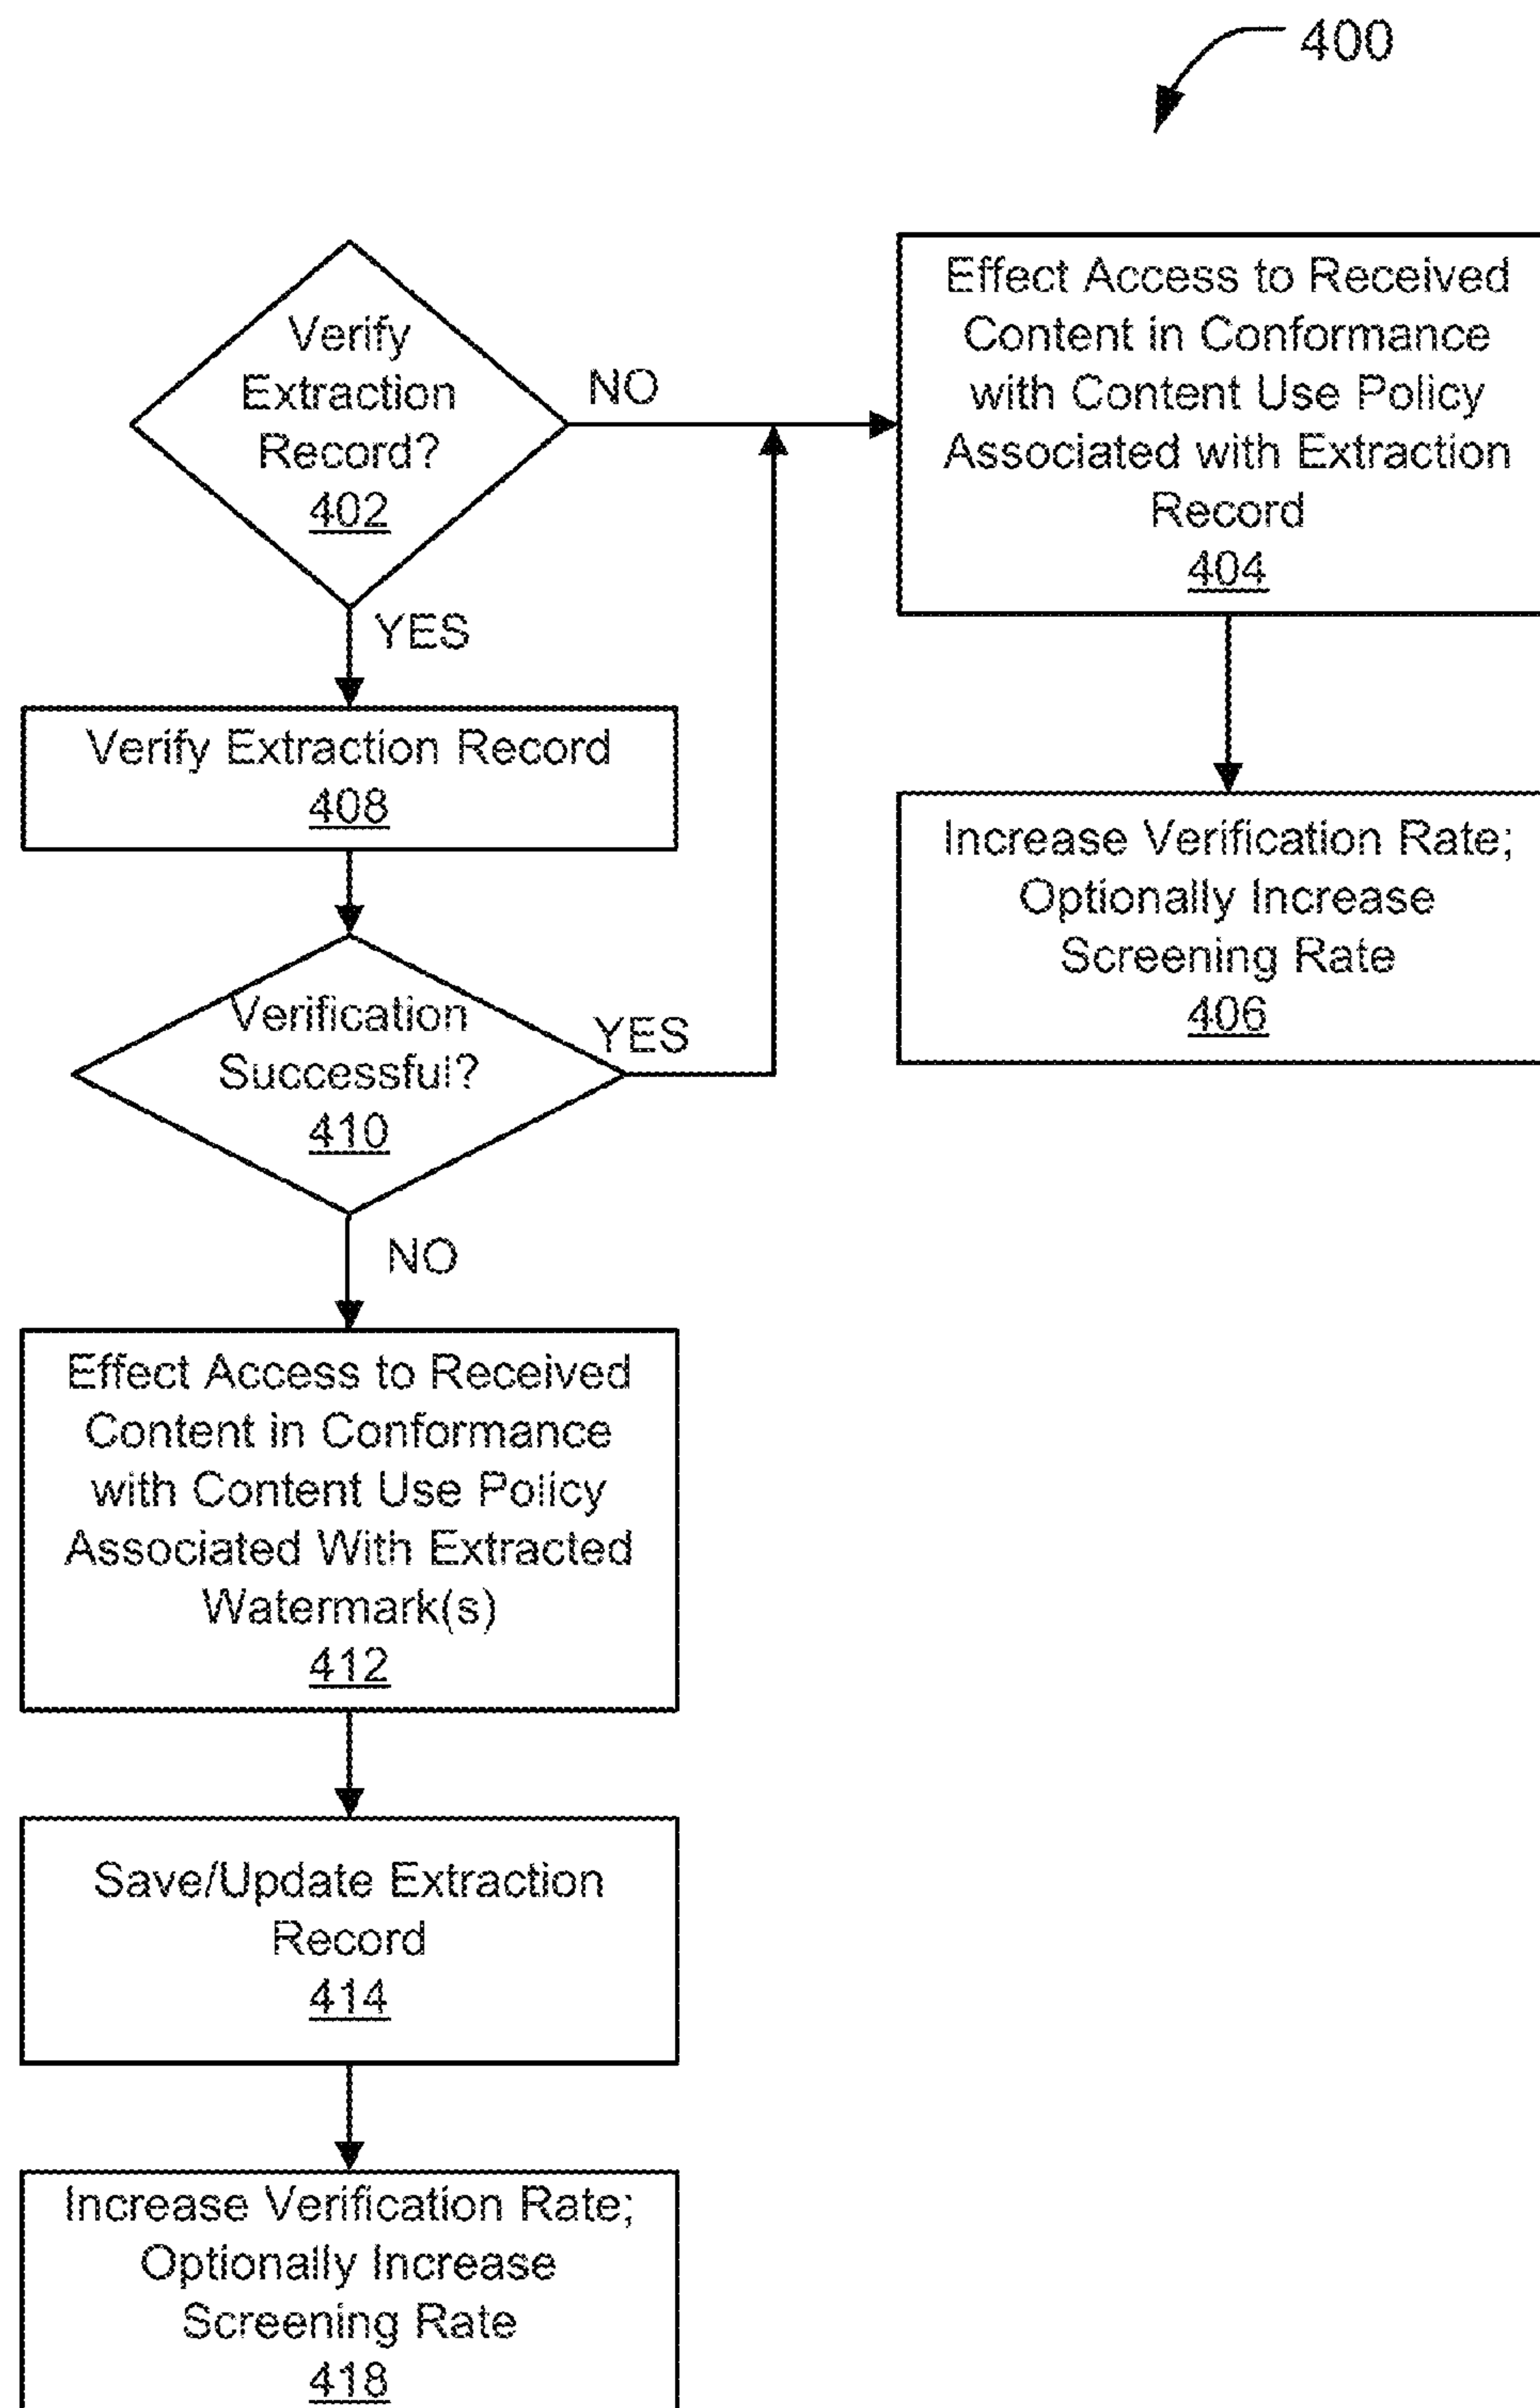 400
Verify
Extraction
Record?
402
NO
YES
Effect Access to Received
Content in Conformance
with Content Use Policy
Associated with Extraction
Record
404
Increase Verification Rate;
Optionally Increase
Screening Rate
406
Verify Extraction Record
408
Verification
Successful?
410
YES
NO
Effect Access to Received
Content in Conformance
with Content Use Policy
Associated With Extracted
Watermark(s)
412
Save/Update Extraction
Record
414
Increase Verification Rate;
Optionally Increase
Screening Rate
418